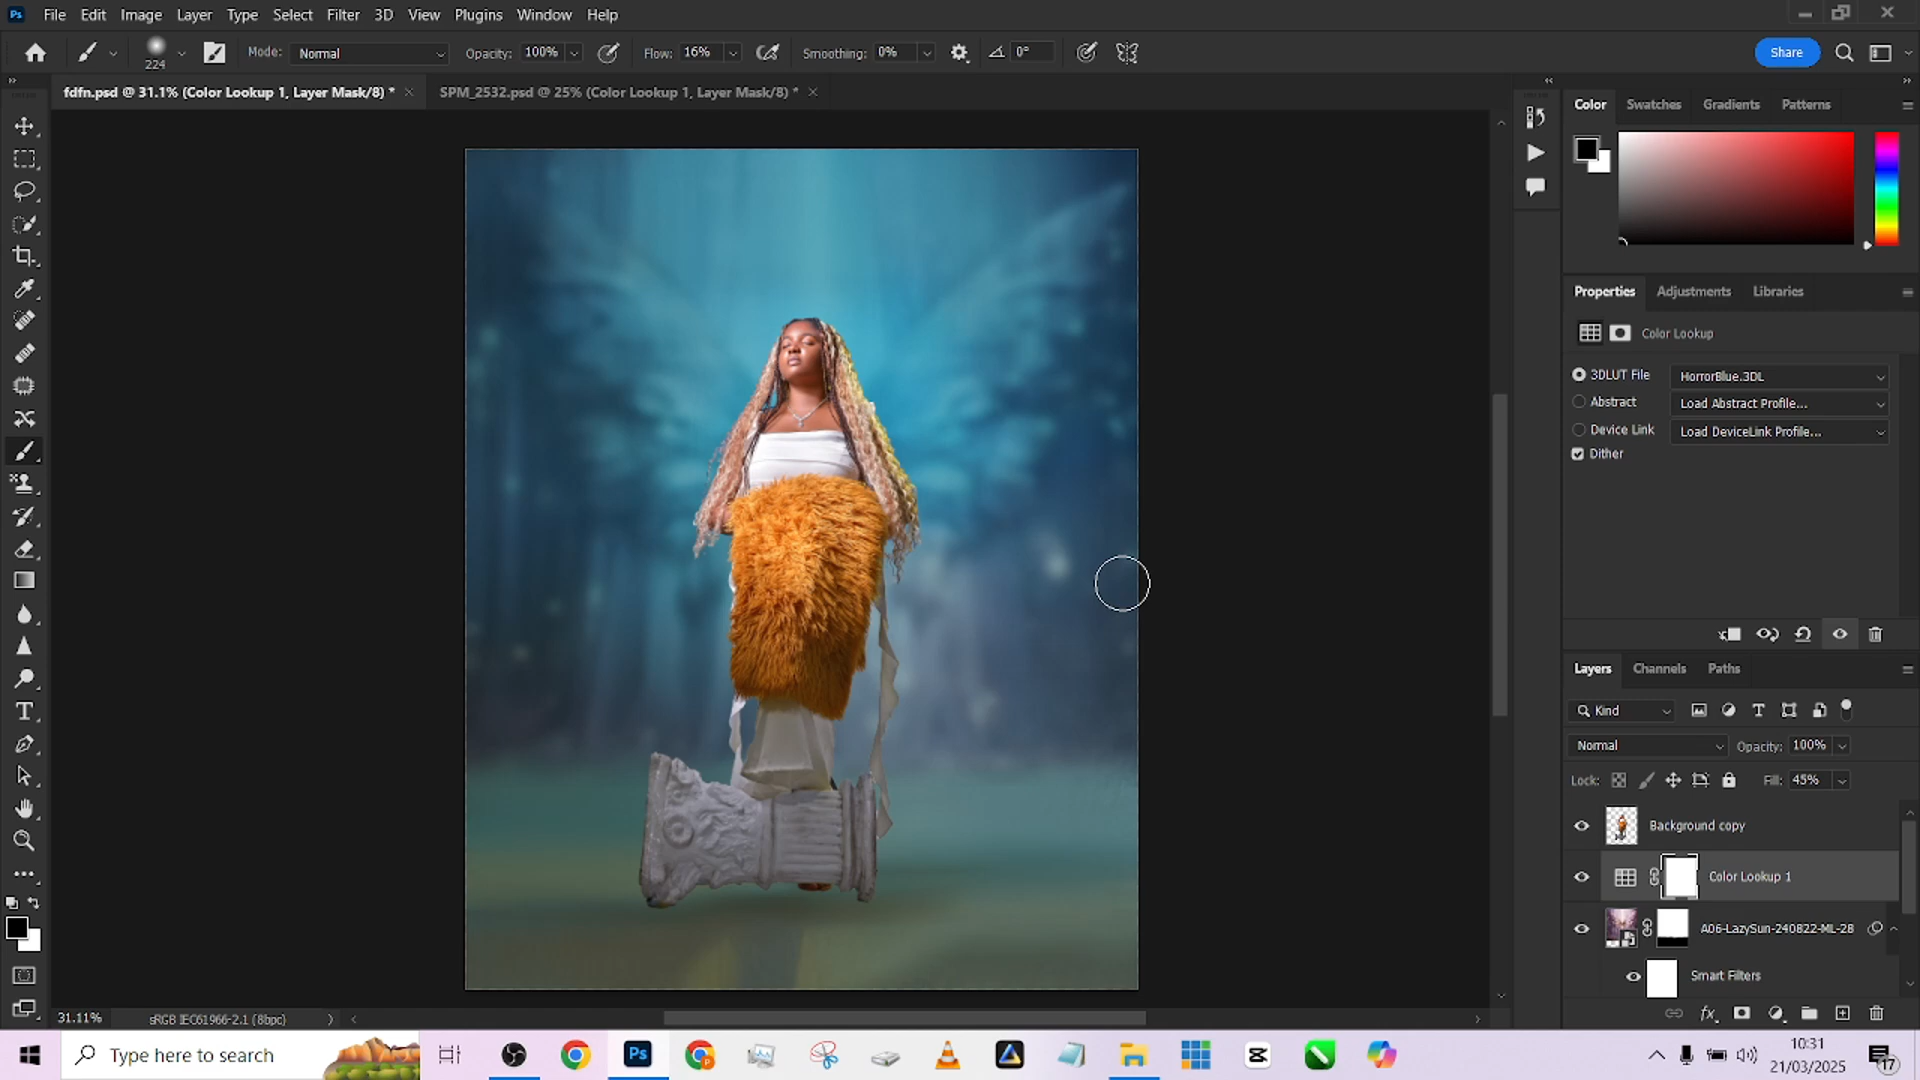 Ps File Edit Image Layer Type Select Filter 3D View Plugins Window Help
224 Mode: Normal Opacity: 100% Flow: 16% Smoothing: 0% 0° Share
fdfn.psd @ 31.1% (Color Lookup 1, Layer Mask/8) * SPM_2532.psd @ 25% (Color Lookup 1, Layer Mask/8) *
Color Swatches Gradients Patterns
Properties Adjustments Libraries
Color Lookup
3DLUT File HorrorBlue.3DL
Abstract Load Abstract Profile...
Device Link Load DeviceLink Profile...
Dither
Layers Channels Paths
Kind
Normal Opacity: 100%
Lock: Fill: 45%
Background copy
Color Lookup 1
A06-LazySun-240822-ML-28
Smart Filters
31.11% sRGB IEC61966-2.1 (8bpc)
Type here to search
Ps
10:31
21/03/2025
17